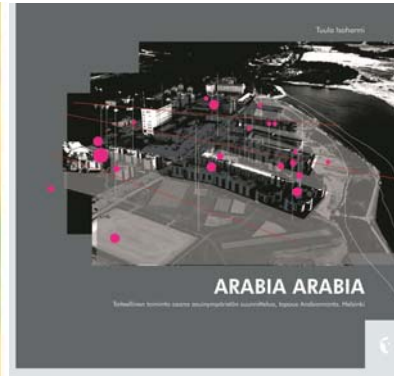 Tuula Isohanni
ARABIA ARABIA
Taiteellinen toiminta osana asuinympäristön suunnittelua, tapaus Arabianranta, Helsinki